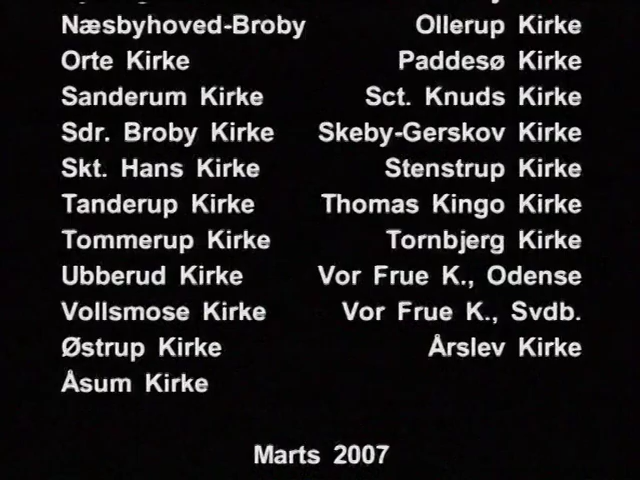 Næsbyhoved-Broby Ollerup Kirke
Orte Kirke Paddesø Kirke
Sanderum Kirke Sct. Knuds Kirke
Sdr. Broby Kirke Skeby-Gerskov Kirke
Skt. Hans Kirke Stenstrup Kirke
Tanderup Kirke Thomas Kingo Kirke
Tommerup Kirke Tornbjerg Kirke
Ubberud Kirke Vor Frue K., Odense
Vollsmose Kirke Vor Frue K., Svdb.
Østrup Kirke Årslev Kirke
Åsum Kirke
Marts 2007